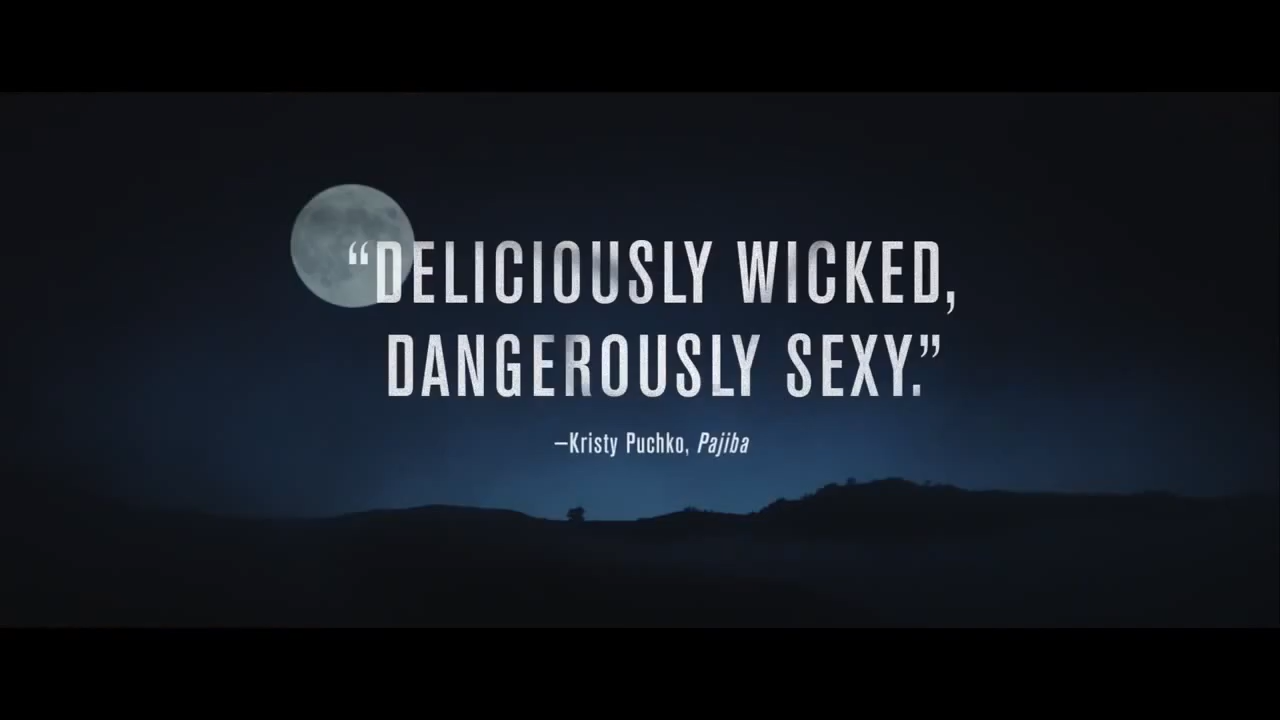 “DELICIOUSLY WICKED,
DANGEROUSLY SEXY.”
–Kristy Puchko, Pajiba